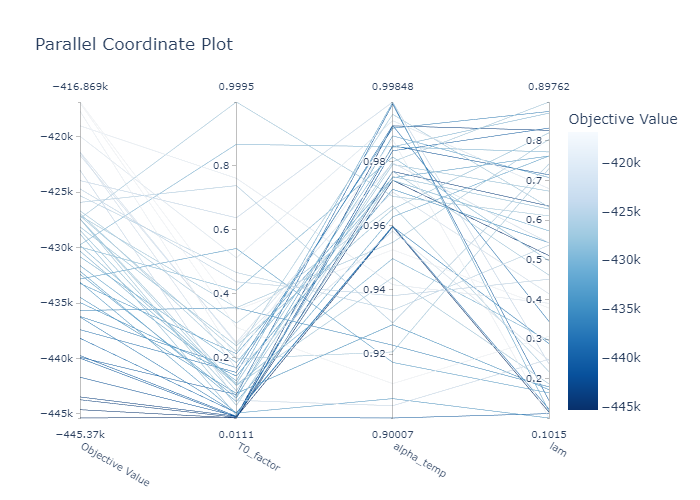 Parallel Coordinate Plot
−416.869k 0.9995 0.99848 0.89762
Objective Value
−420k
−425k
−430k
−435k
−440k
−445k
−445.37k
0.8
0.6
0.4
0.2
0.0111
0.98
0.96
0.94
0.92
0.90007
0.8
0.7
0.6
0.5
0.4
0.3
0.2
0.1015
−420k
−425k
−430k
−435k
−440k
−445k
Objective Value
T0_factor
alpha_temp
lam